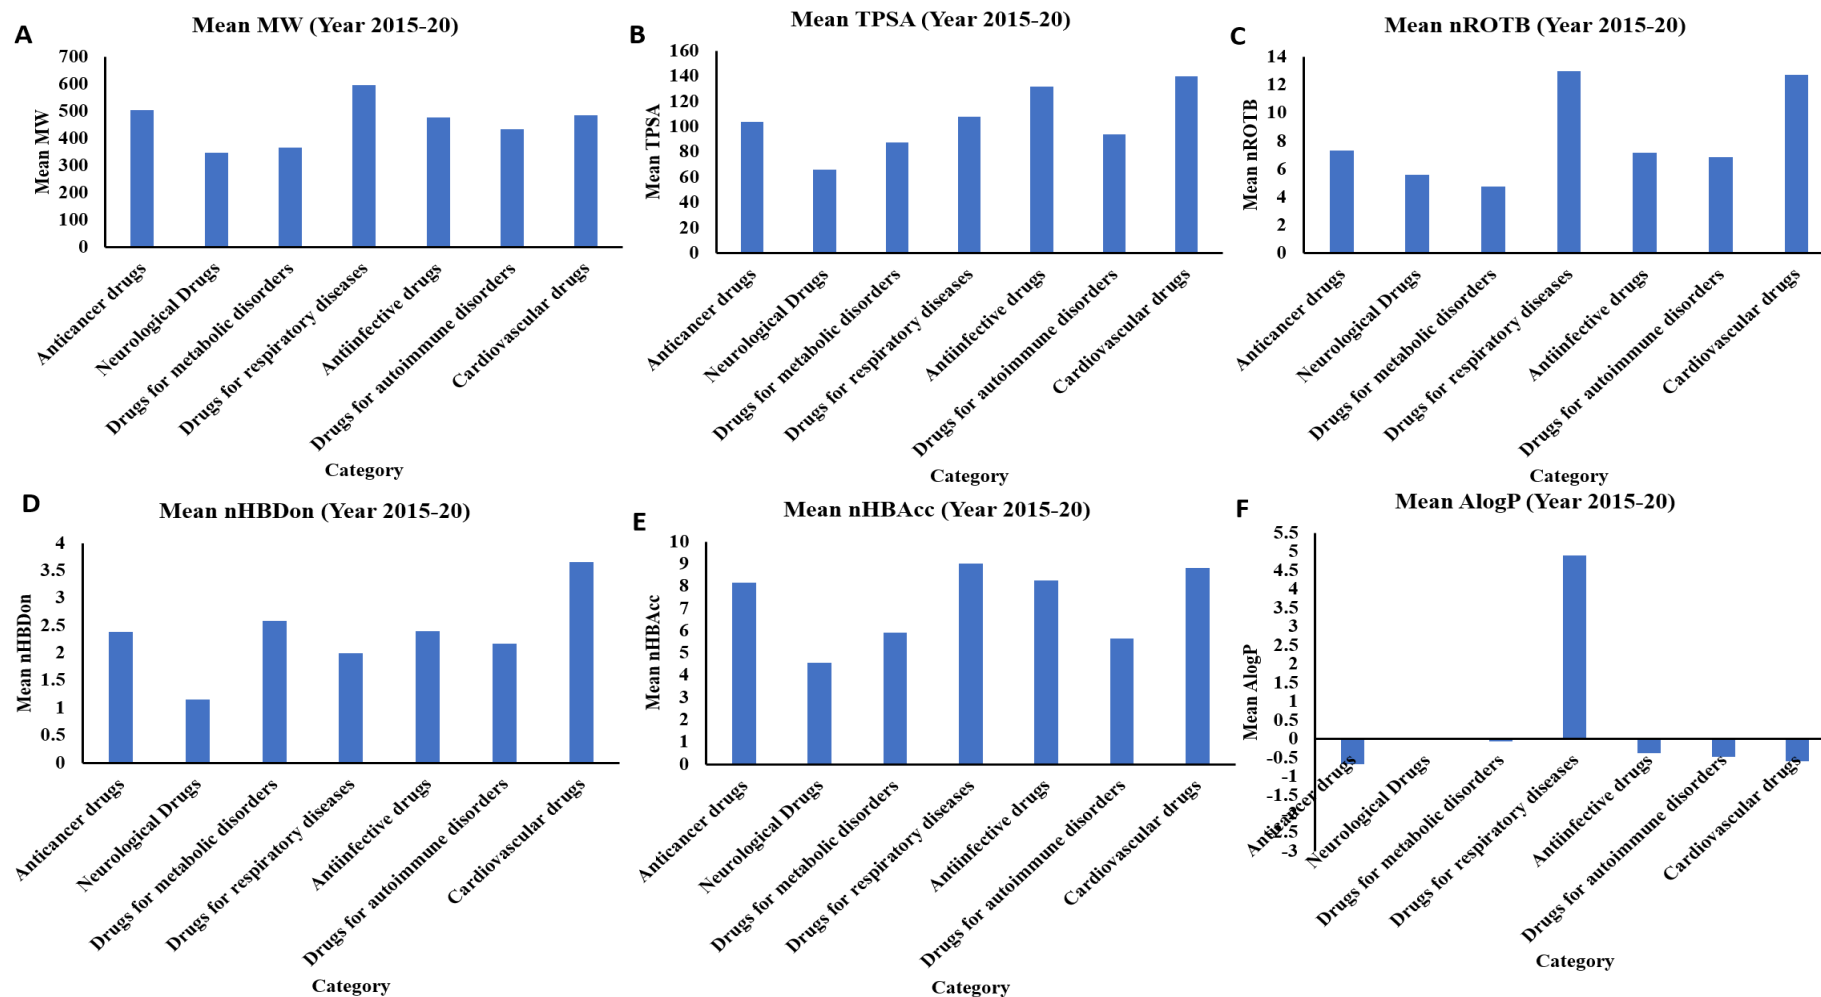 A
Mean MW (Year 2015-20)
700
600
500
400
300
200
100
0
Mean MW
Anticancer drugs
Neurological Drugs
Drugs for metabolic disorders
Drugs for respiratory diseases
Antiinfective drugs
Drugs for autoimmune disorders
Cardiovascular drugs
Category
B
Mean TPSA (Year 2015-20)
160
140
120
100
80
60
40
20
0
Mean TPSA
Anticancer drugs
Neurological Drugs
Drugs for metabolic disorders
Drugs for respiratory diseases
Antiinfective drugs
Drugs for autoimmune disorders
Cardiovascular drugs
Category
C
Mean nROTB (Year 2015-20)
14
12
10
8
6
4
2
0
Mean nROTB
Anticancer drugs
Neurological Drugs
Drugs for metabolic disorders
Drugs for respiratory diseases
Antiinfective drugs
Drugs for autoimmune disorders
Cardiovascular drugs
Category
D
Mean nHBDon (Year 2015-20)
4
3.5
3
2.5
2
1.5
1
0.5
0
Mean nHBDon
Anticancer drugs
Neurological Drugs
Drugs for metabolic disorders
Drugs for respiratory diseases
Antiinfective drugs
Drugs for autoimmune disorders
Cardiovascular drugs
Category
E
Mean nHBAcc (Year 2015-20)
10
9
8
7
6
5
4
3
2
1
0
Mean nHBAcc
Anticancer drugs
Neurological Drugs
Drugs for metabolic disorders
Drugs for respiratory diseases
Antiinfective drugs
Drugs for autoimmune disorders
Cardiovascular drugs
Category
F
Mean AlogP (Year 2015-20)
5.5
5
4.5
4
3.5
3
2.5
2
1.5
1
0.5
0
-0.5
-1
-1.5
-2.5
-3
Mean AlogP
Anticancer drugs
Neurological Drugs
Drugs for metabolic disorders
Drugs for respiratory diseases
Antiinfective drugs
Drugs for autoimmune disorders
Cardiovascular drugs
Category